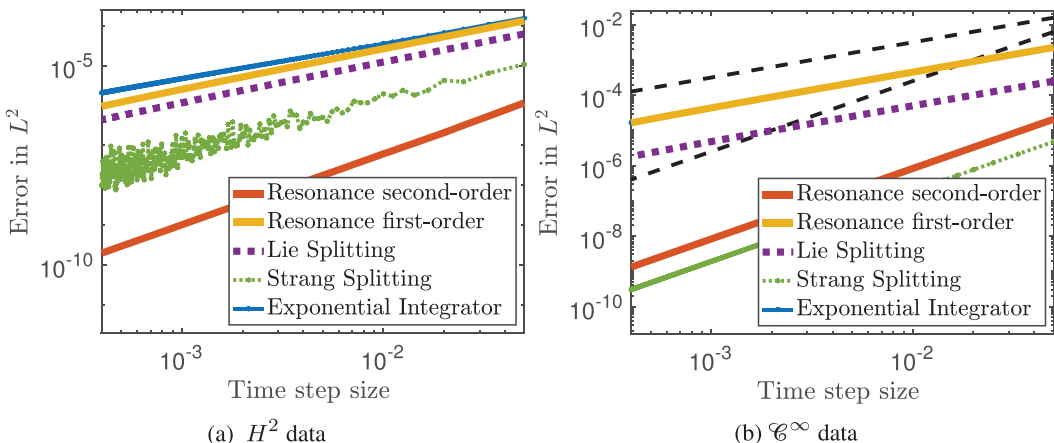 Error in L²
10⁻⁵
10⁻¹⁰
Resonance second-order
Resonance first-order
Lie Splitting
Strang Splitting
Exponential Integrator
10⁻³
10⁻²
Time step size
(a) H² data
Error in L²
10⁻²
10⁻⁴
10⁻⁶
10⁻⁸
10⁻¹⁰
Resonance second-order
Resonance first-order
Lie Splitting
Strang Splitting
Exponential Integrator
10⁻³
10⁻²
Time step size
(b) 𝒞^∞ data